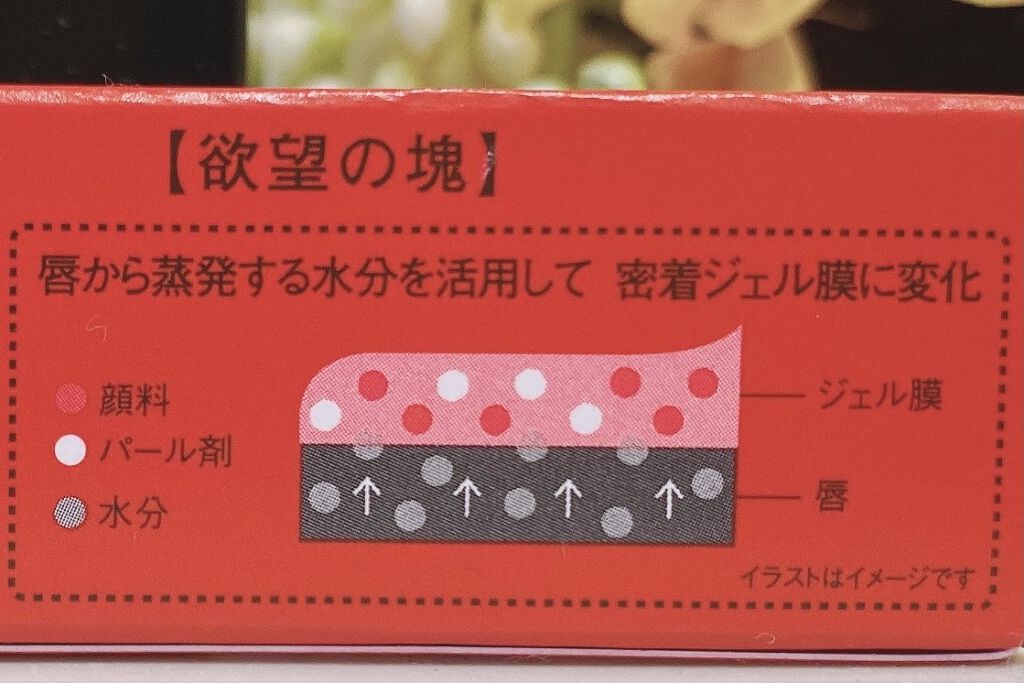 【欲望の塊】
唇から蒸発する水分を活用して 密着ジェル膜に変化
顔料
パール剤
水分
ジェル膜
唇
イラストはイメージです